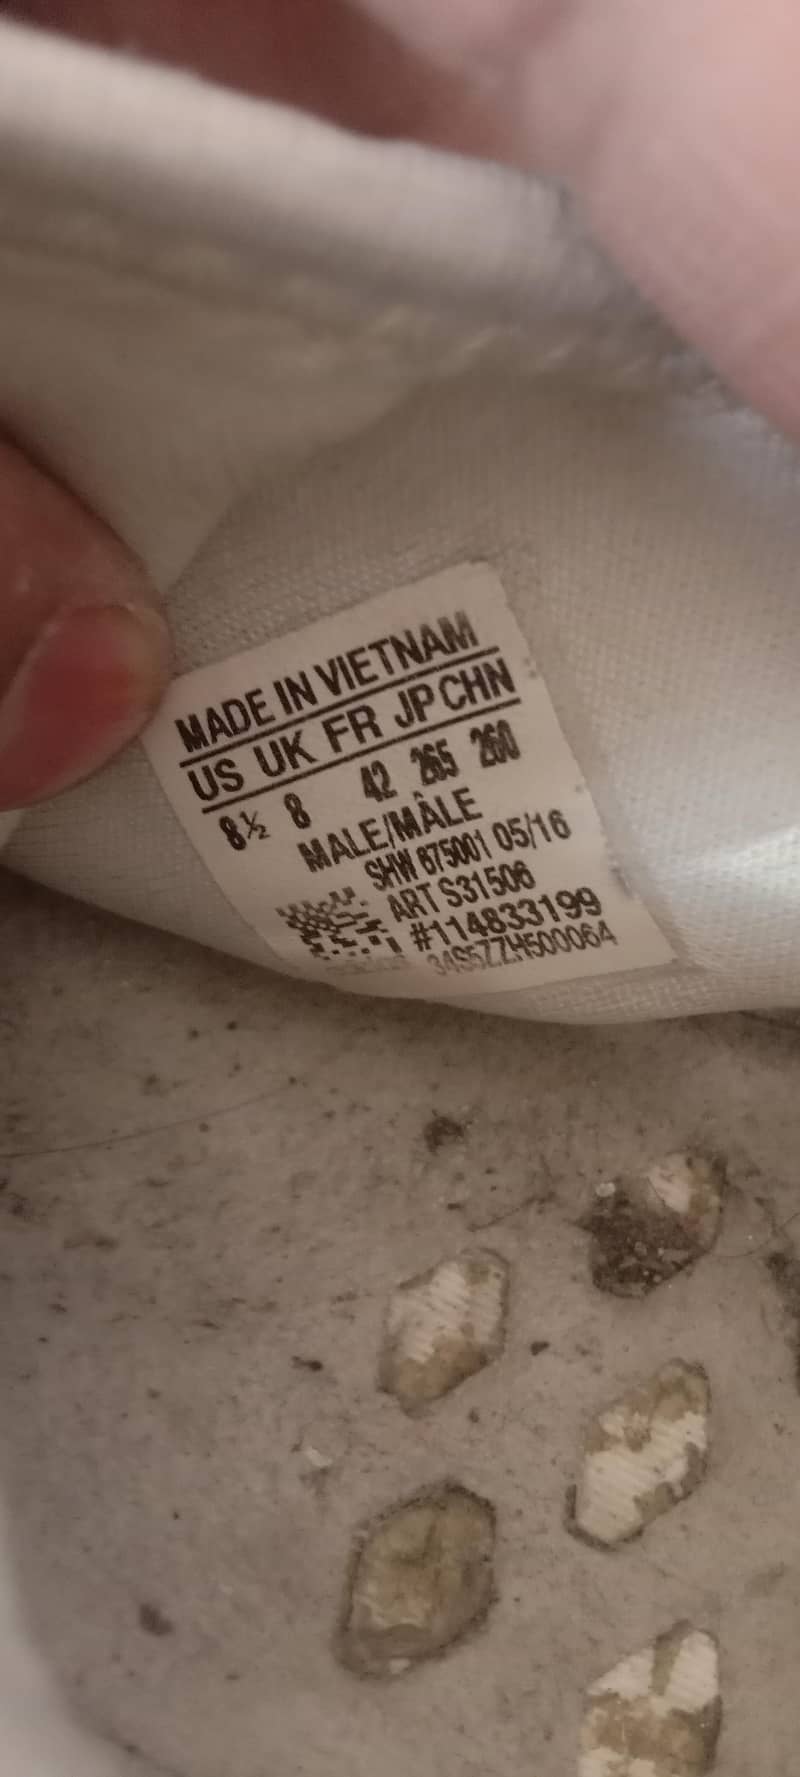 MADE IN VIETNAM
US UK FR JP CHN
8½ 8 42 265 260
MALE/MÂLE
SHW 675001 05/16
ART S31506
#114833199
34S5ZZH500064